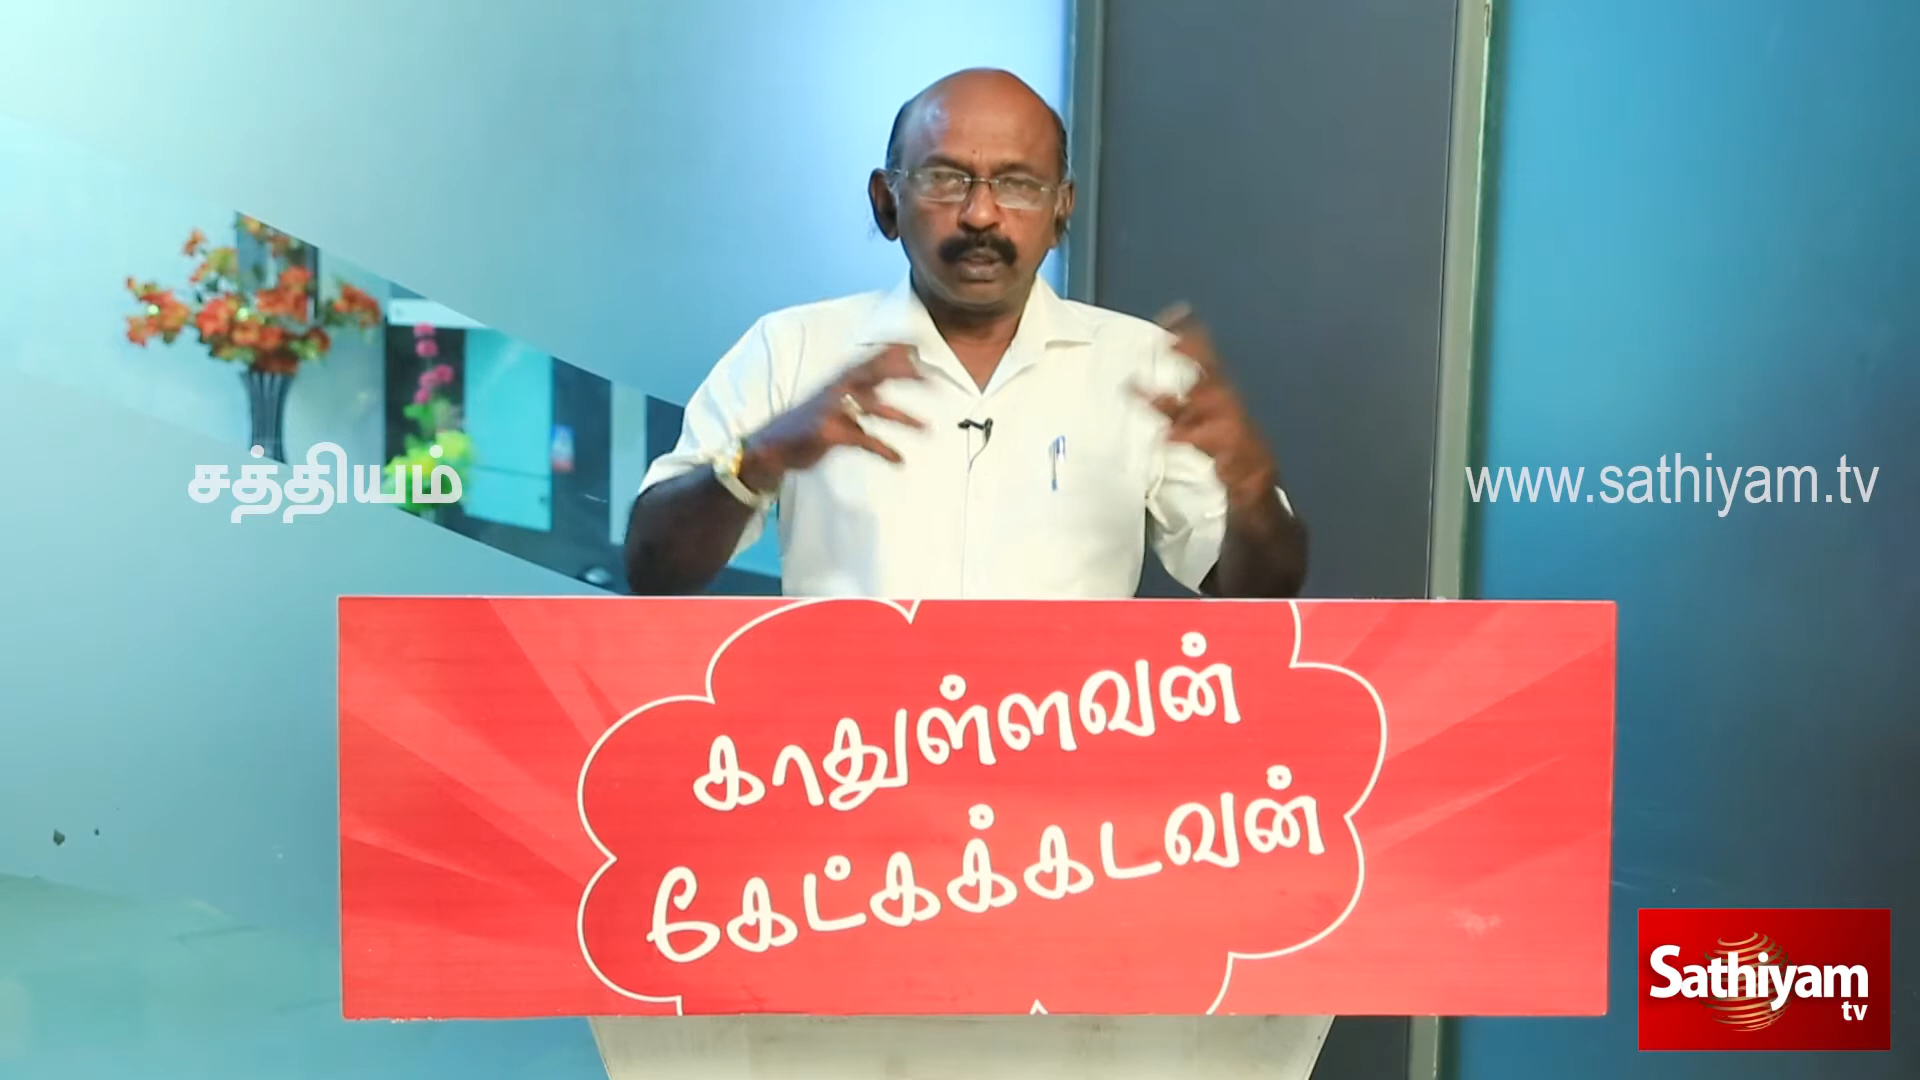 சத்தியம்
www.sathiyam.tv
காதுள்ளவன்
கேட்கக்கடவன்
Sathiyam
tv